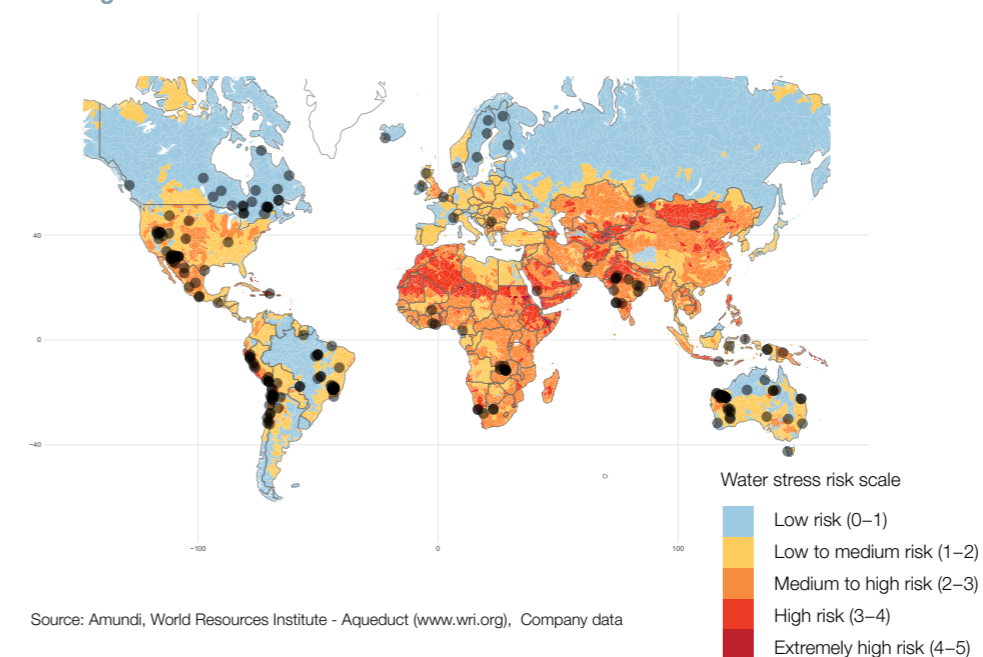 40
0
−40
−100
0
100
Water stress risk scale
Low risk (0–1)
Low to medium risk (1–2)
Medium to high risk (2–3)
High risk (3–4)
Extremely high risk (4–5)
Source: Amundi, World Resources Institute - Aqueduct (www.wri.org), Company data